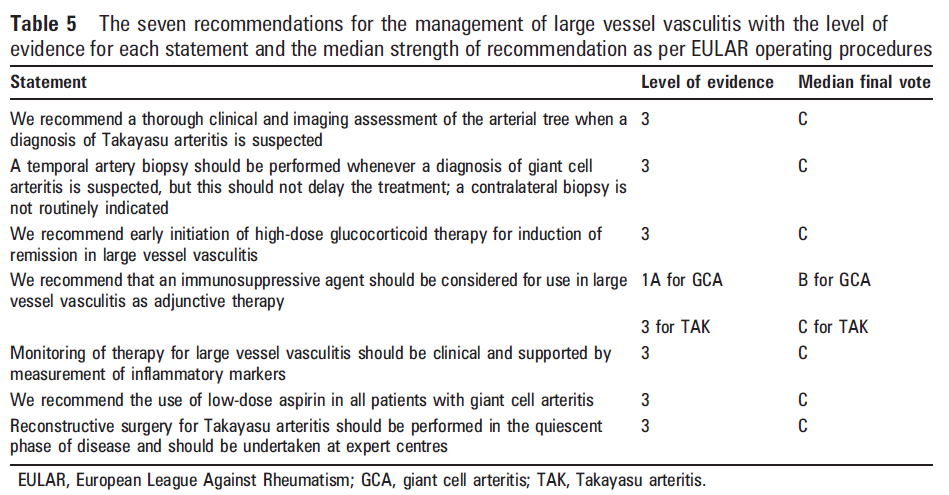 Table 5 The seven recommendations for the management of large vessel vasculitis with the level of
evidence for each statement and the median strength of recommendation as per EULAR operating procedures
Statement Level of evidence Median final vote
We recommend a thorough clinical and imaging assessment of the arterial tree when a 3 C
diagnosis of Takayasu arteritis is suspected
A temporal artery biopsy should be performed whenever a diagnosis of giant cell 3 C
arteritis is suspected, but this should not delay the treatment; a contralateral biopsy is
not routinely indicated
We recommend early initiation of high-dose glucocorticoid therapy for induction of 3 C
remission in large vessel vasculitis
We recommend that an immunosuppressive agent should be considered for use in large 1A for GCA B for GCA
vessel vasculitis as adjunctive therapy
3 for TAK C for TAK
Monitoring of therapy for large vessel vasculitis should be clinical and supported by 3 C
measurement of inflammatory markers
We recommend the use of low-dose aspirin in all patients with giant cell arteritis 3 C
Reconstructive surgery for Takayasu arteritis should be performed in the quiescent 3 C
phase of disease and should be undertaken at expert centres
EULAR, European League Against Rheumatism; GCA, giant cell arteritis; TAK, Takayasu arteritis.